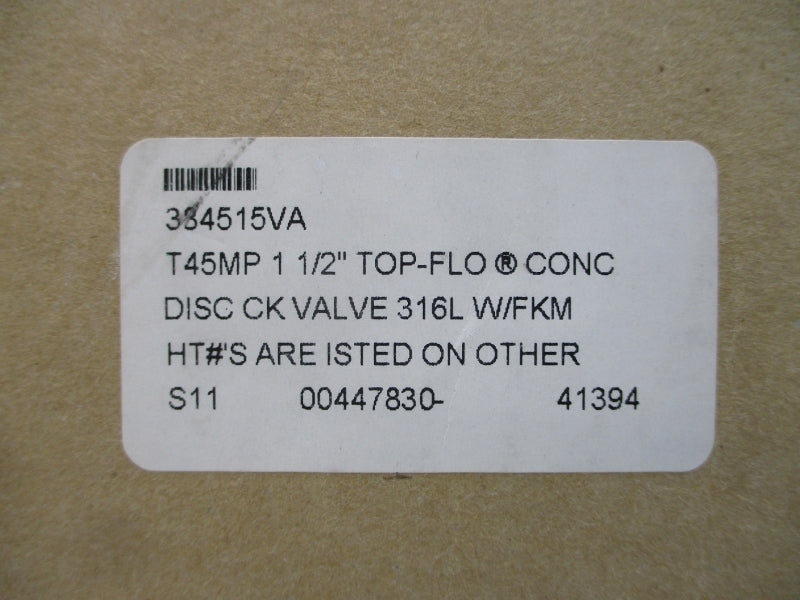 334515VA
T45MP 1 1/2" TOP-FLO ® CONC
DISC CK VALVE 316L W/FKM
HT#'S ARE ISTED ON OTHER
S11 00447830- 41394